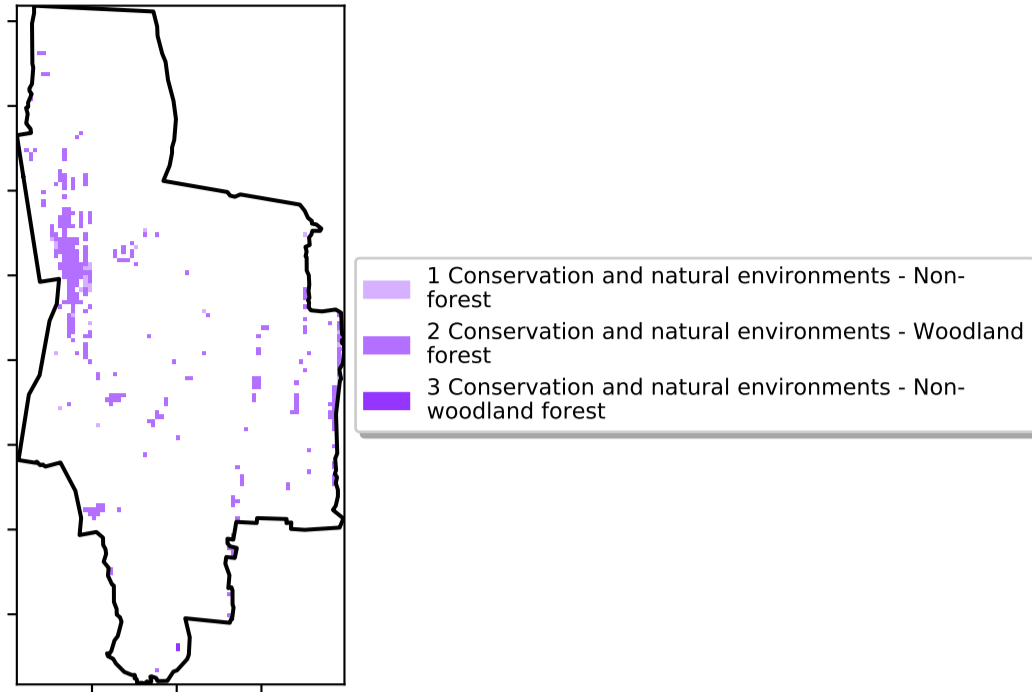 1 Conservation and natural environments - Non-
forest
2 Conservation and natural environments - Woodland
forest
3 Conservation and natural environments - Non-
woodland forest